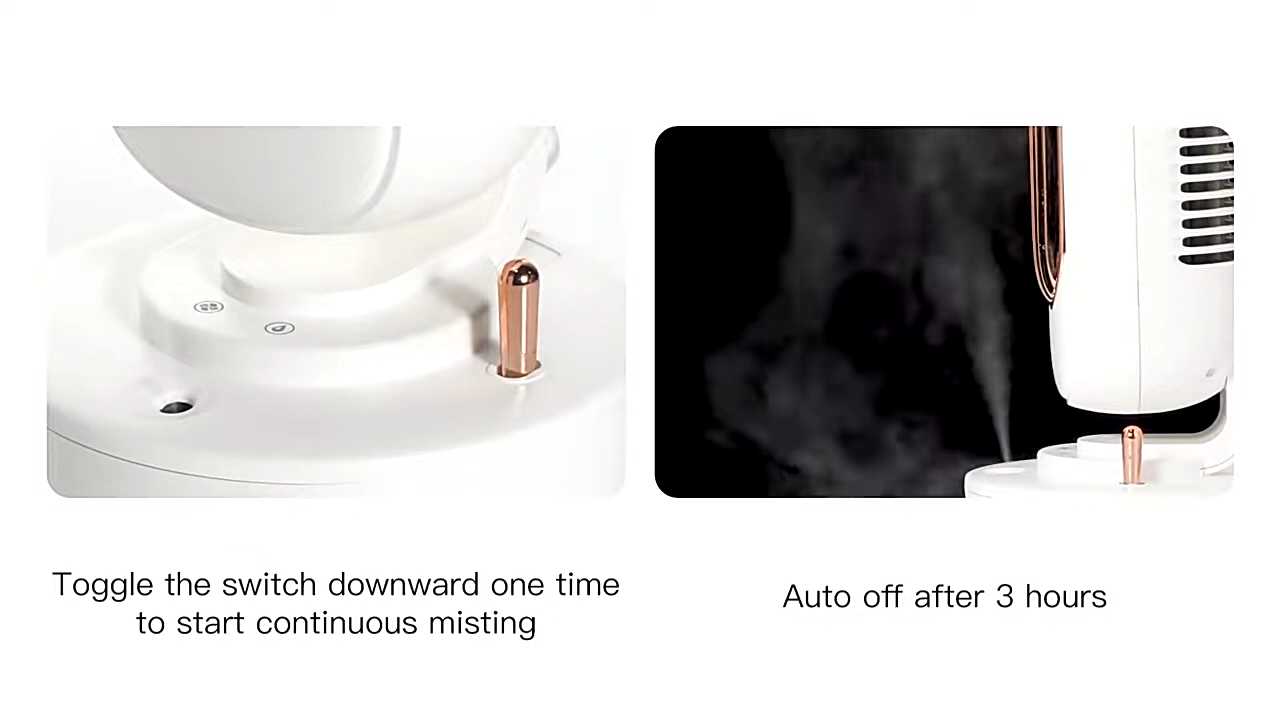 Toggle the switch downward one time
to start continuous misting
Auto off after 3 hours